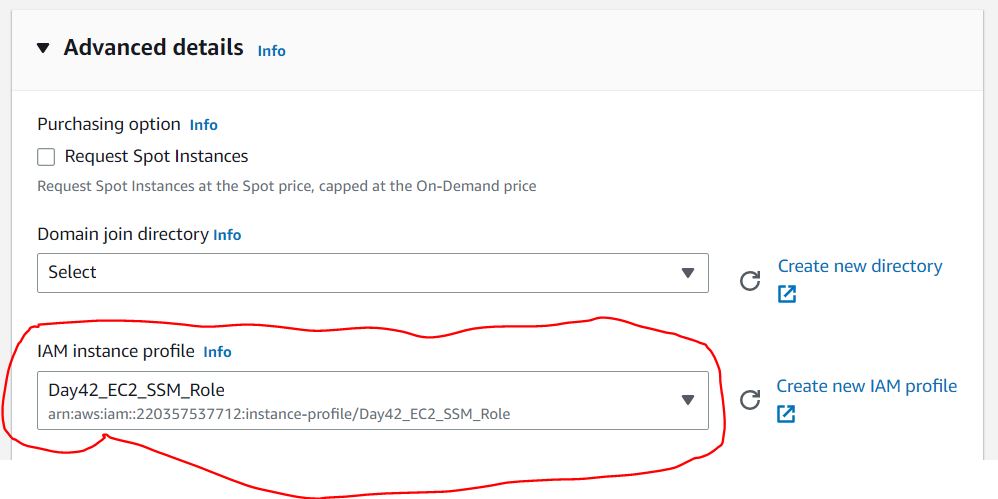 Advanced details Info
Purchasing option Info
Request Spot Instances
Request Spot Instances at the Spot price, capped at the On-Demand price
Domain join directory Info
Select
Create new directory
IAM instance profile Info
Day42_EC2_SSM_Role
arn:aws:iam::220357537712:instance-profile/Day42_EC2_SSM_Role
Create new IAM profile